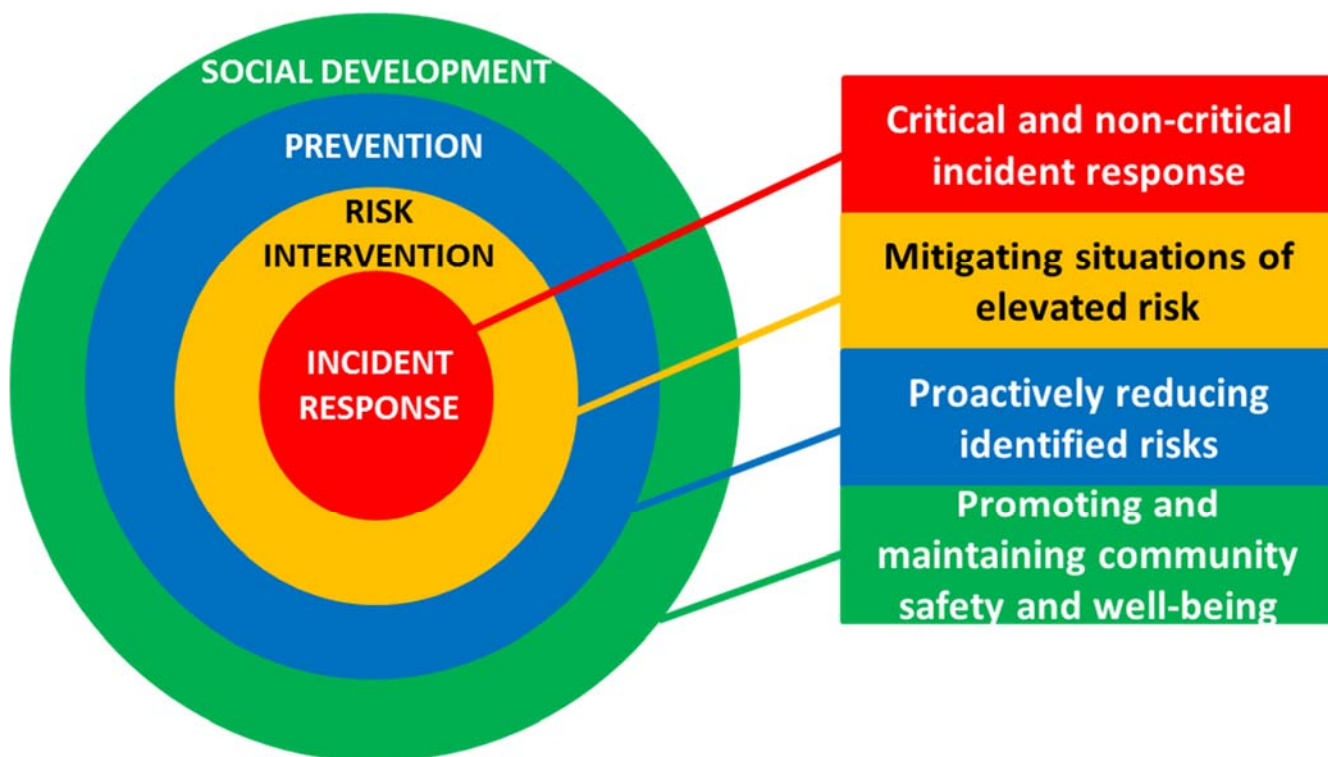 SOCIAL DEVELOPMENT
PREVENTION
RISK
INTERVENTION
INCIDENT
RESPONSE
Critical and non-critical
incident response
Mitigating situations of
elevated risk
Proactively reducing
identified risks
Promoting and
maintaining community
safety and well-being